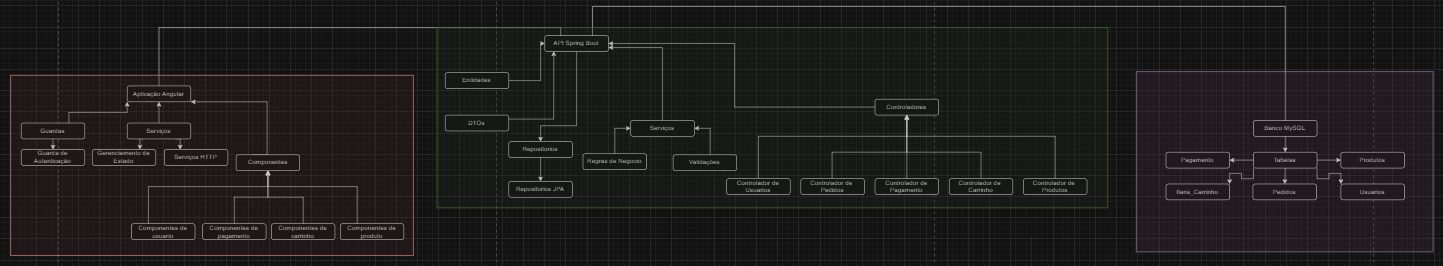 API Spring Boot
Entidades
DTOs
Repositorios
Repositorios JPA
Serviços
Regras de Negocio
Validações
Controladores
Controlador de
Usuarios
Controlador de
Pedidos
Controlador de
Pagamento
Controlador de
Carrinho
Controlador de
Produtos
Aplicação Angular
Guardas
Guarda de
Autenticação
Serviços
Gerenciamento de
Estado
Serviços HTTP
Componentes
Componentes de
usuario
Componentes de
pagamento
Componentes de
carrinho
Componentes de
produto
Banco MySQL
Pagamento
Tabelas
Produtos
Itens_Carrinho
Pedidos
Usuarios